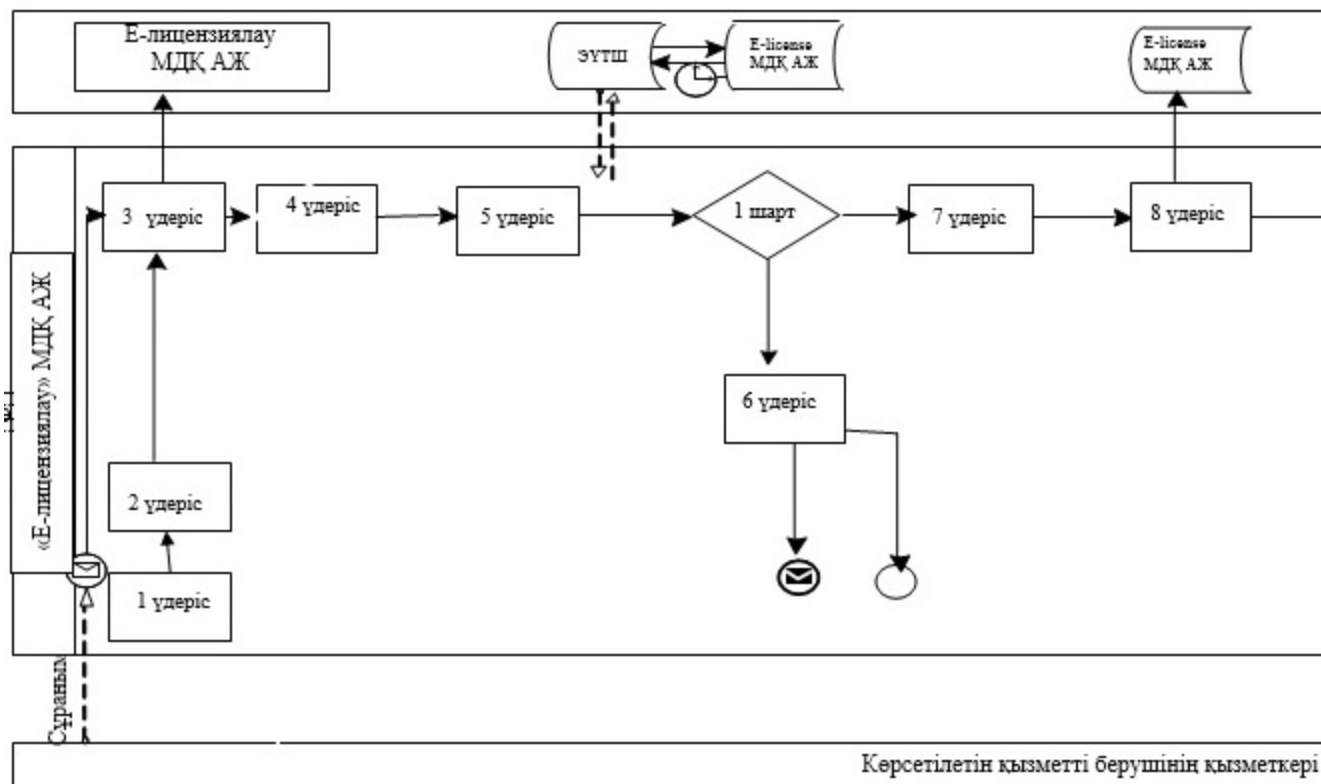 Е-лицензиялау
МДҚ АЖ
ЭҮТШ
E-license
МДҚ АЖ
E-license
МДҚ АЖ
«Е-лицензиялау» МДҚ АЖ
3 үдеріс
4 үдеріс
5 үдеріс
1 шарт
7 үдеріс
8 үдеріс
6 үдеріс
2 үдеріс
1 үдеріс
Сұраным
Көрсетілетін қызметті берушінің қызметкері